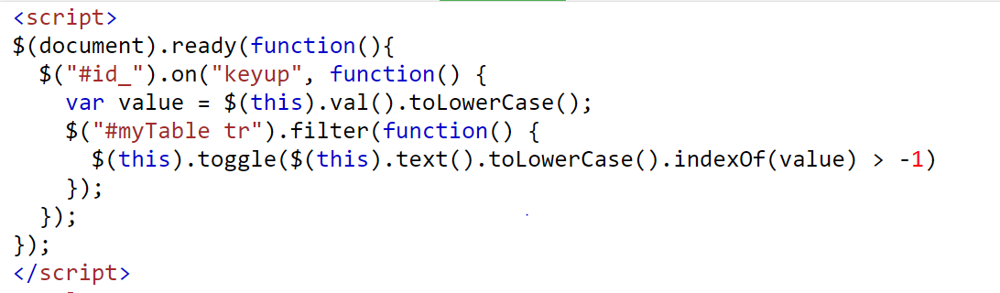 <script>
$(document).ready(function(){
  $("#id_").on("keyup", function() {
    var value = $(this).val().toLowerCase();
    $("#myTable tr").filter(function() {
      $(this).toggle($(this).text().toLowerCase().indexOf(value) > -1)
    });
  });
});
</script>